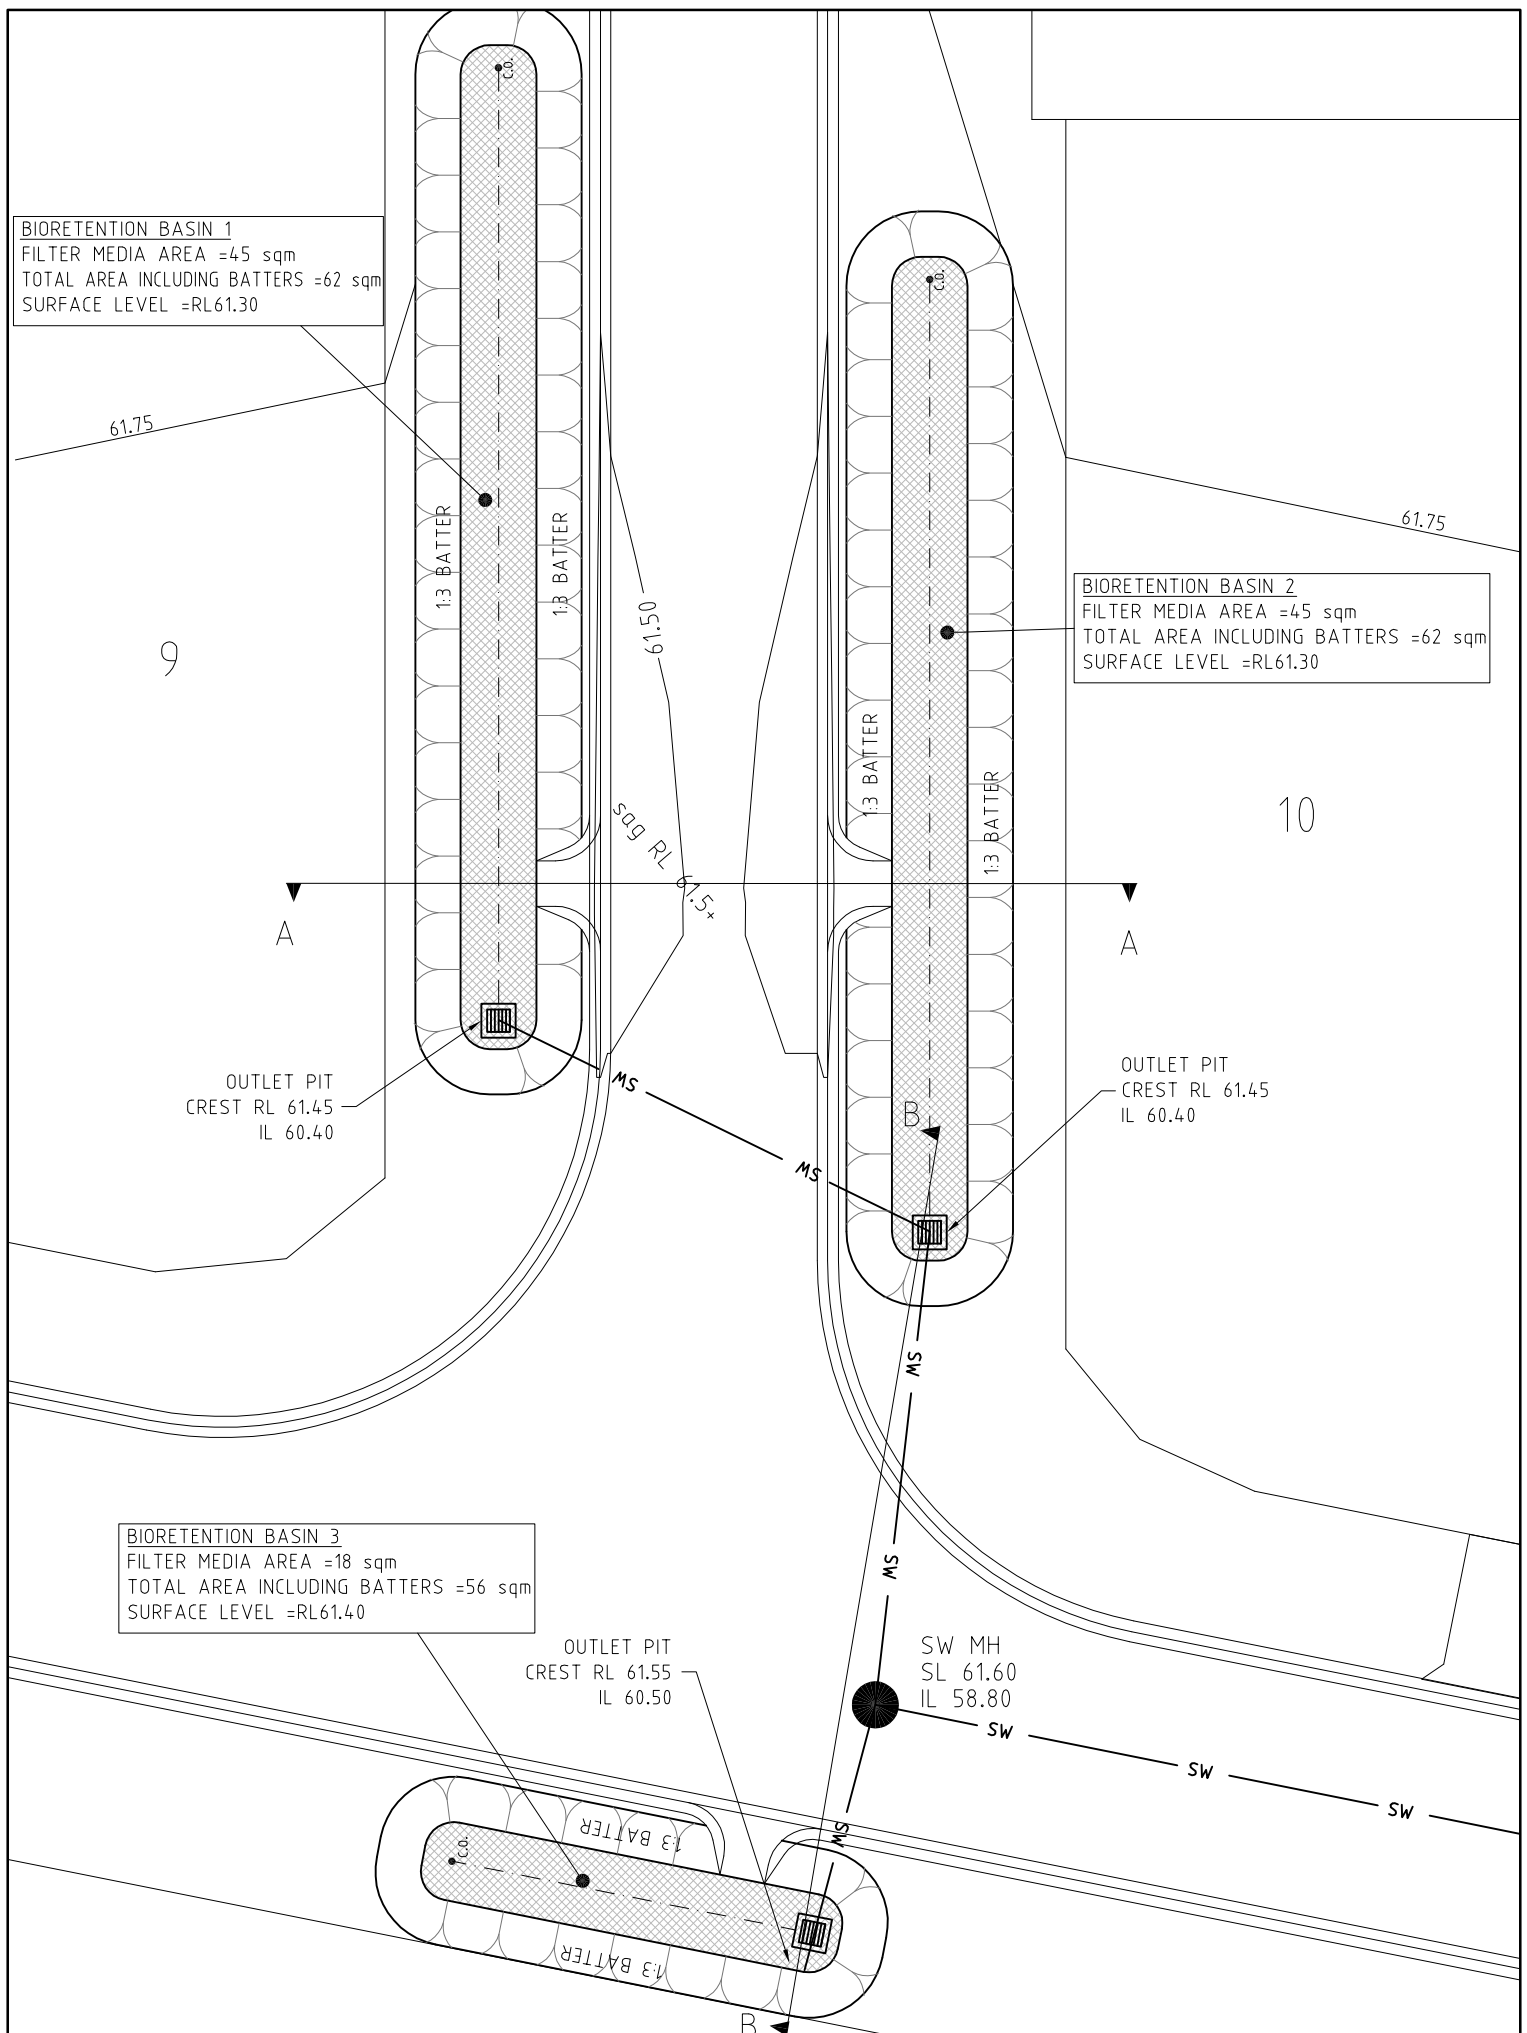 C.O.
BIORETENTION BASIN 1
FILTER MEDIA AREA =45 sqm
TOTAL AREA INCLUDING BATTERS =62 sqm
SURFACE LEVEL =RL61.30
C.O.
61.75
61.75
1:3 BATTER
1:3 BATTER
61.50
BIORETENTION BASIN 2
FILTER MEDIA AREA =45 sqm
TOTAL AREA INCLUDING BATTERS =62 sqm
SURFACE LEVEL =RL61.30
9
1:3 BATTER
1:3 BATTER
10
sag RL 61.5+
A
A
OUTLET PIT
CREST RL 61.45
IL 60.40
SW
OUTLET PIT
CREST RL 61.45
IL 60.40
B
SW
SW
BIORETENTION BASIN 3
FILTER MEDIA AREA =18 sqm
TOTAL AREA INCLUDING BATTERS =56 sqm
SURFACE LEVEL =RL61.40
SW
OUTLET PIT
CREST RL 61.55
IL 60.50
SW MH
SL 61.60
IL 58.80
SW
SW
SW
SW
1:3 BATTER
C.O.
1:3 BATTER
B